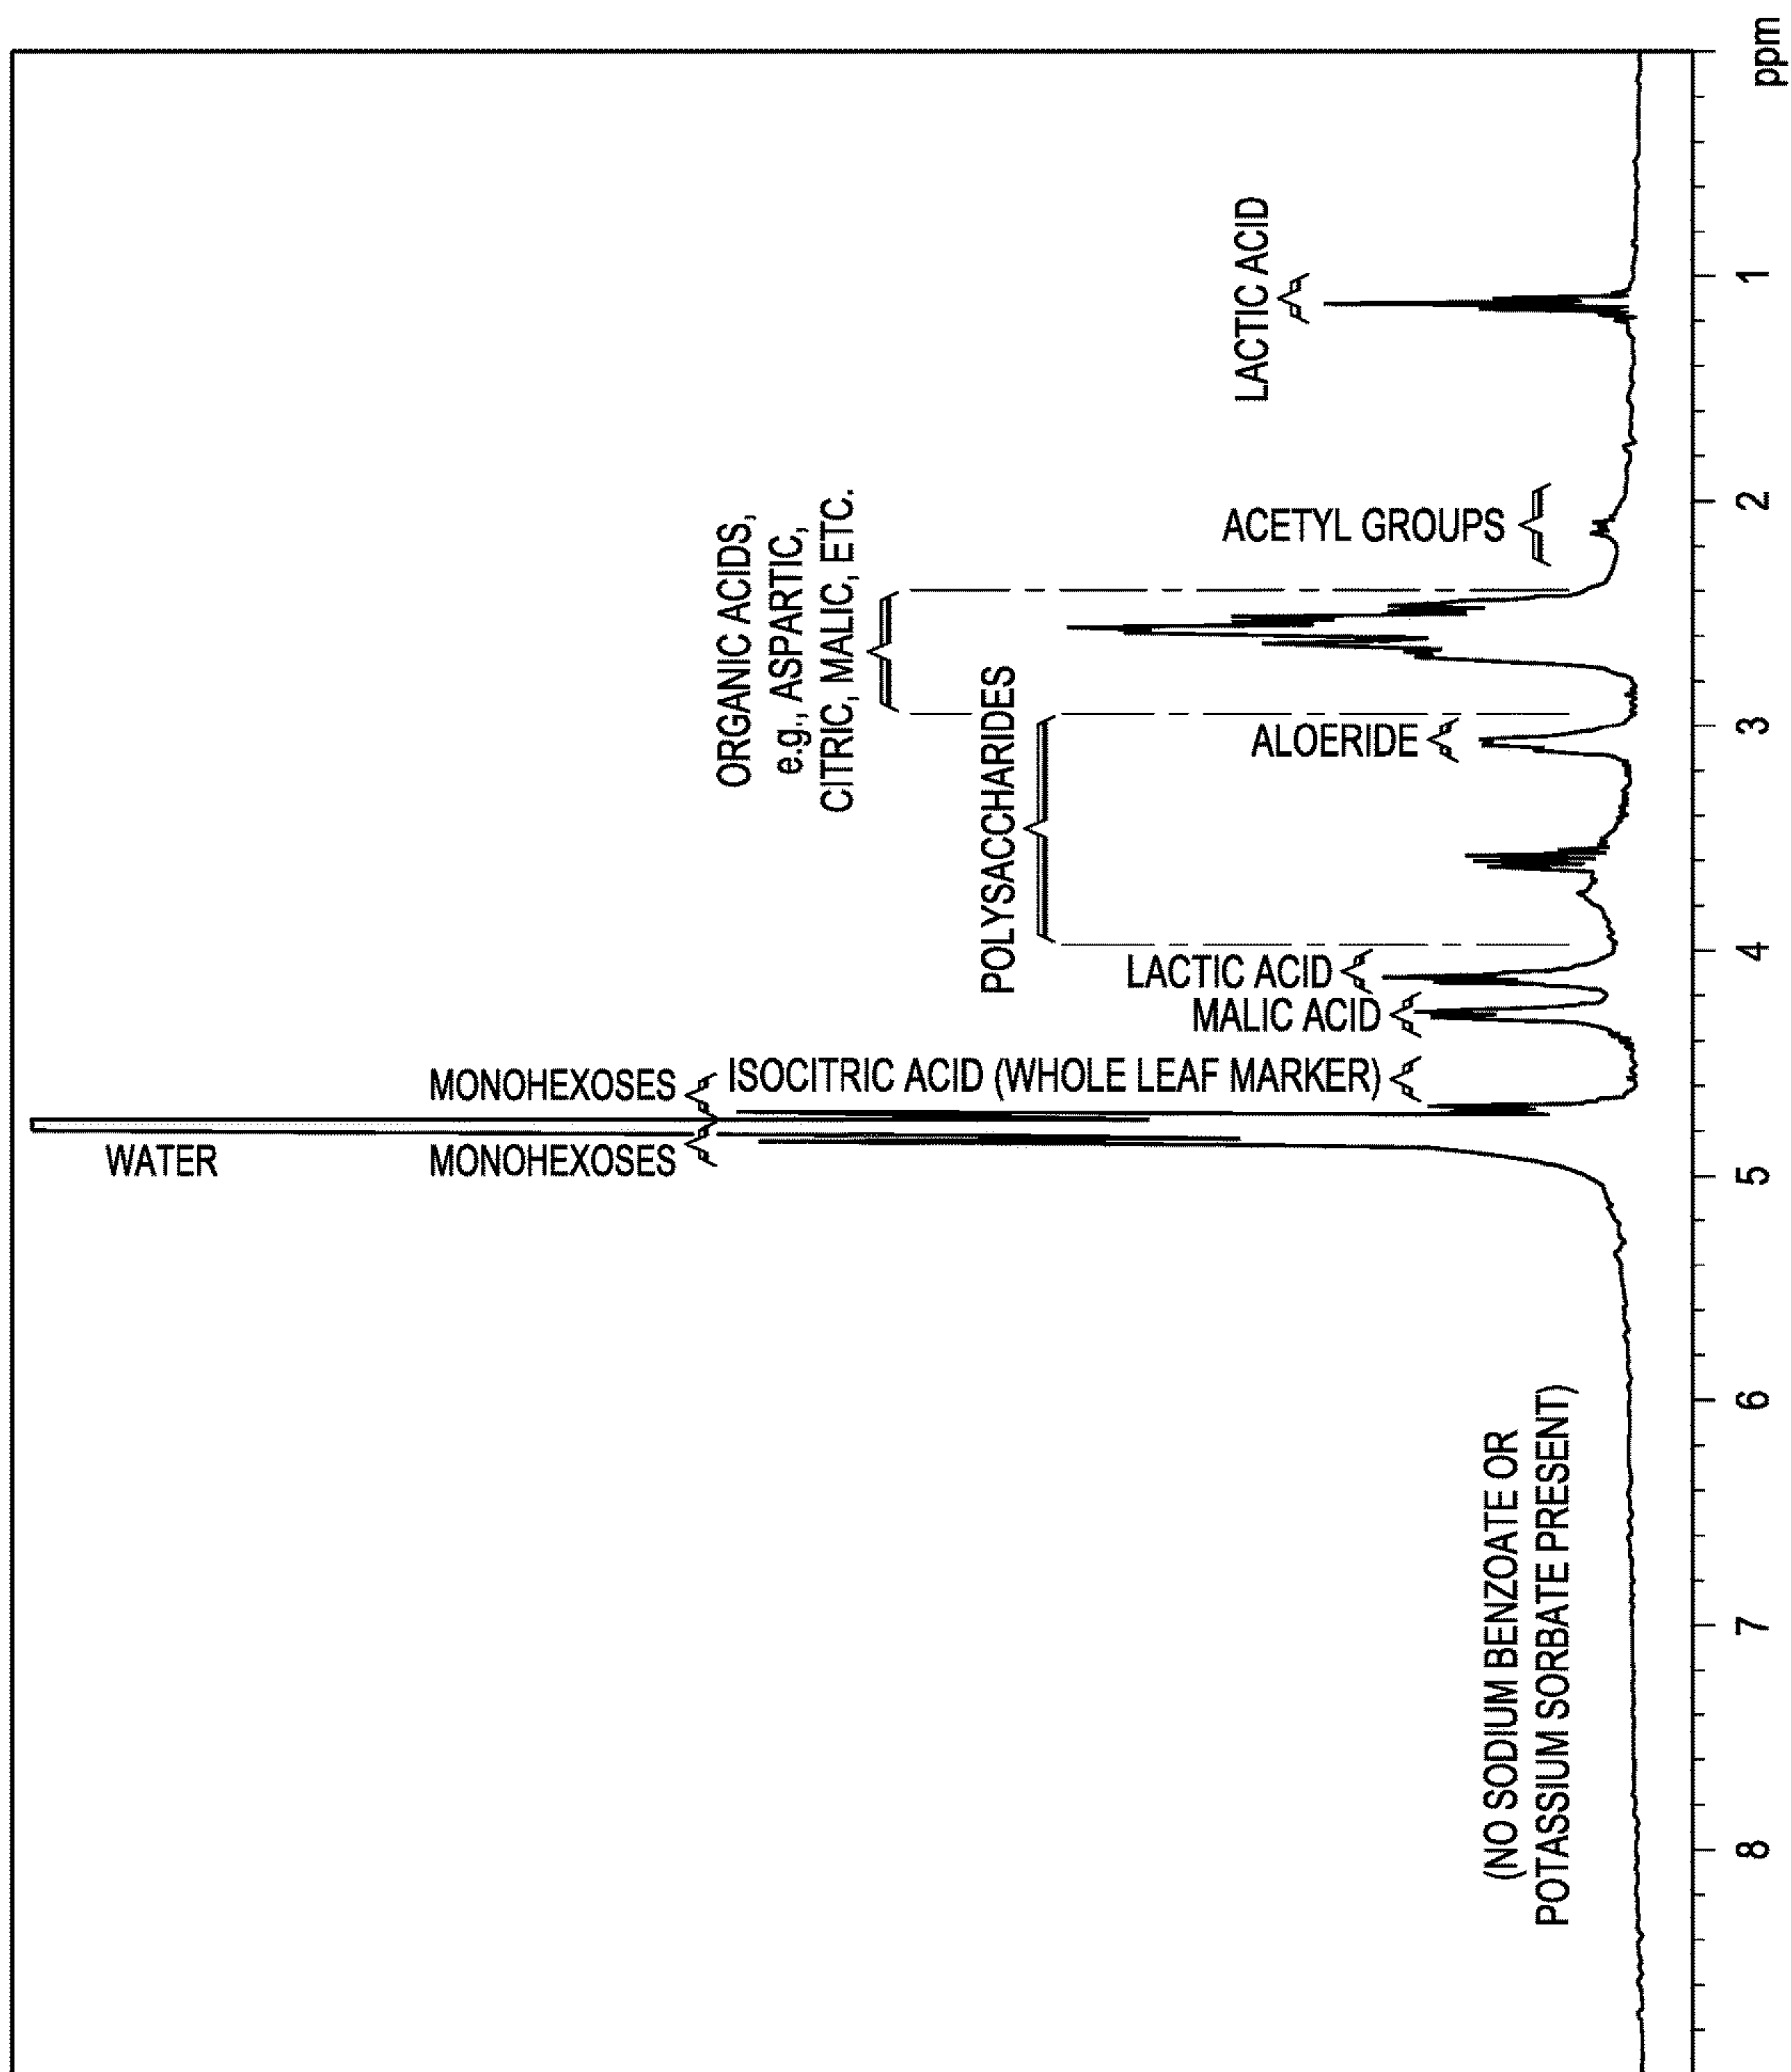 WATER
MONOHEXOSES
MONOHEXOSES
ORGANIC ACIDS,
e.g., ASPARTIC,
CITRIC, MALIC, ETC.
ISOCITRIC ACID (WHOLE LEAF MARKER)
POLYSACCHARIDES
LACTIC ACID
MALIC ACID
ALOERIDE
ACETYL GROUPS
LACTIC ACID
(NO SODIUM BENZOATE OR
POTASSIUM SORBATE PRESENT)
8
7
6
5
4
3
2
1
ppm